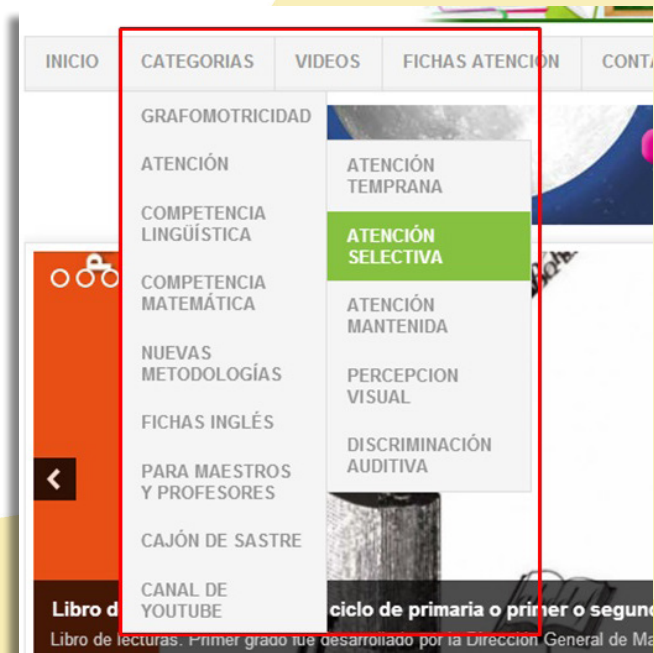 INICIO CATEGORIAS VIDEOS FICHAS ATENCIÓN CONTA
GRAFOMOTRICIDAD
ATENCIÓN
COMPETENCIA
LINGÜÍSTICA
COMPETENCIA
MATEMÁTICA
NUEVAS
METODOLOGÍAS
FICHAS INGLÉS
PARA MAESTROS
Y PROFESORES
CAJÓN DE SASTRE
CANAL DE
YOUTUBE
ATENCIÓN
TEMPRANA
ATENCIÓN
SELECTIVA
ATENCIÓN
MANTENIDA
PERCEPCION
VISUAL
DISCRIMINACIÓN
AUDITIVA
Libro d ciclo de primaria o primer o segund
Libro de lecturas. Primer grado fue desarrollado por la Dirección General de Ma